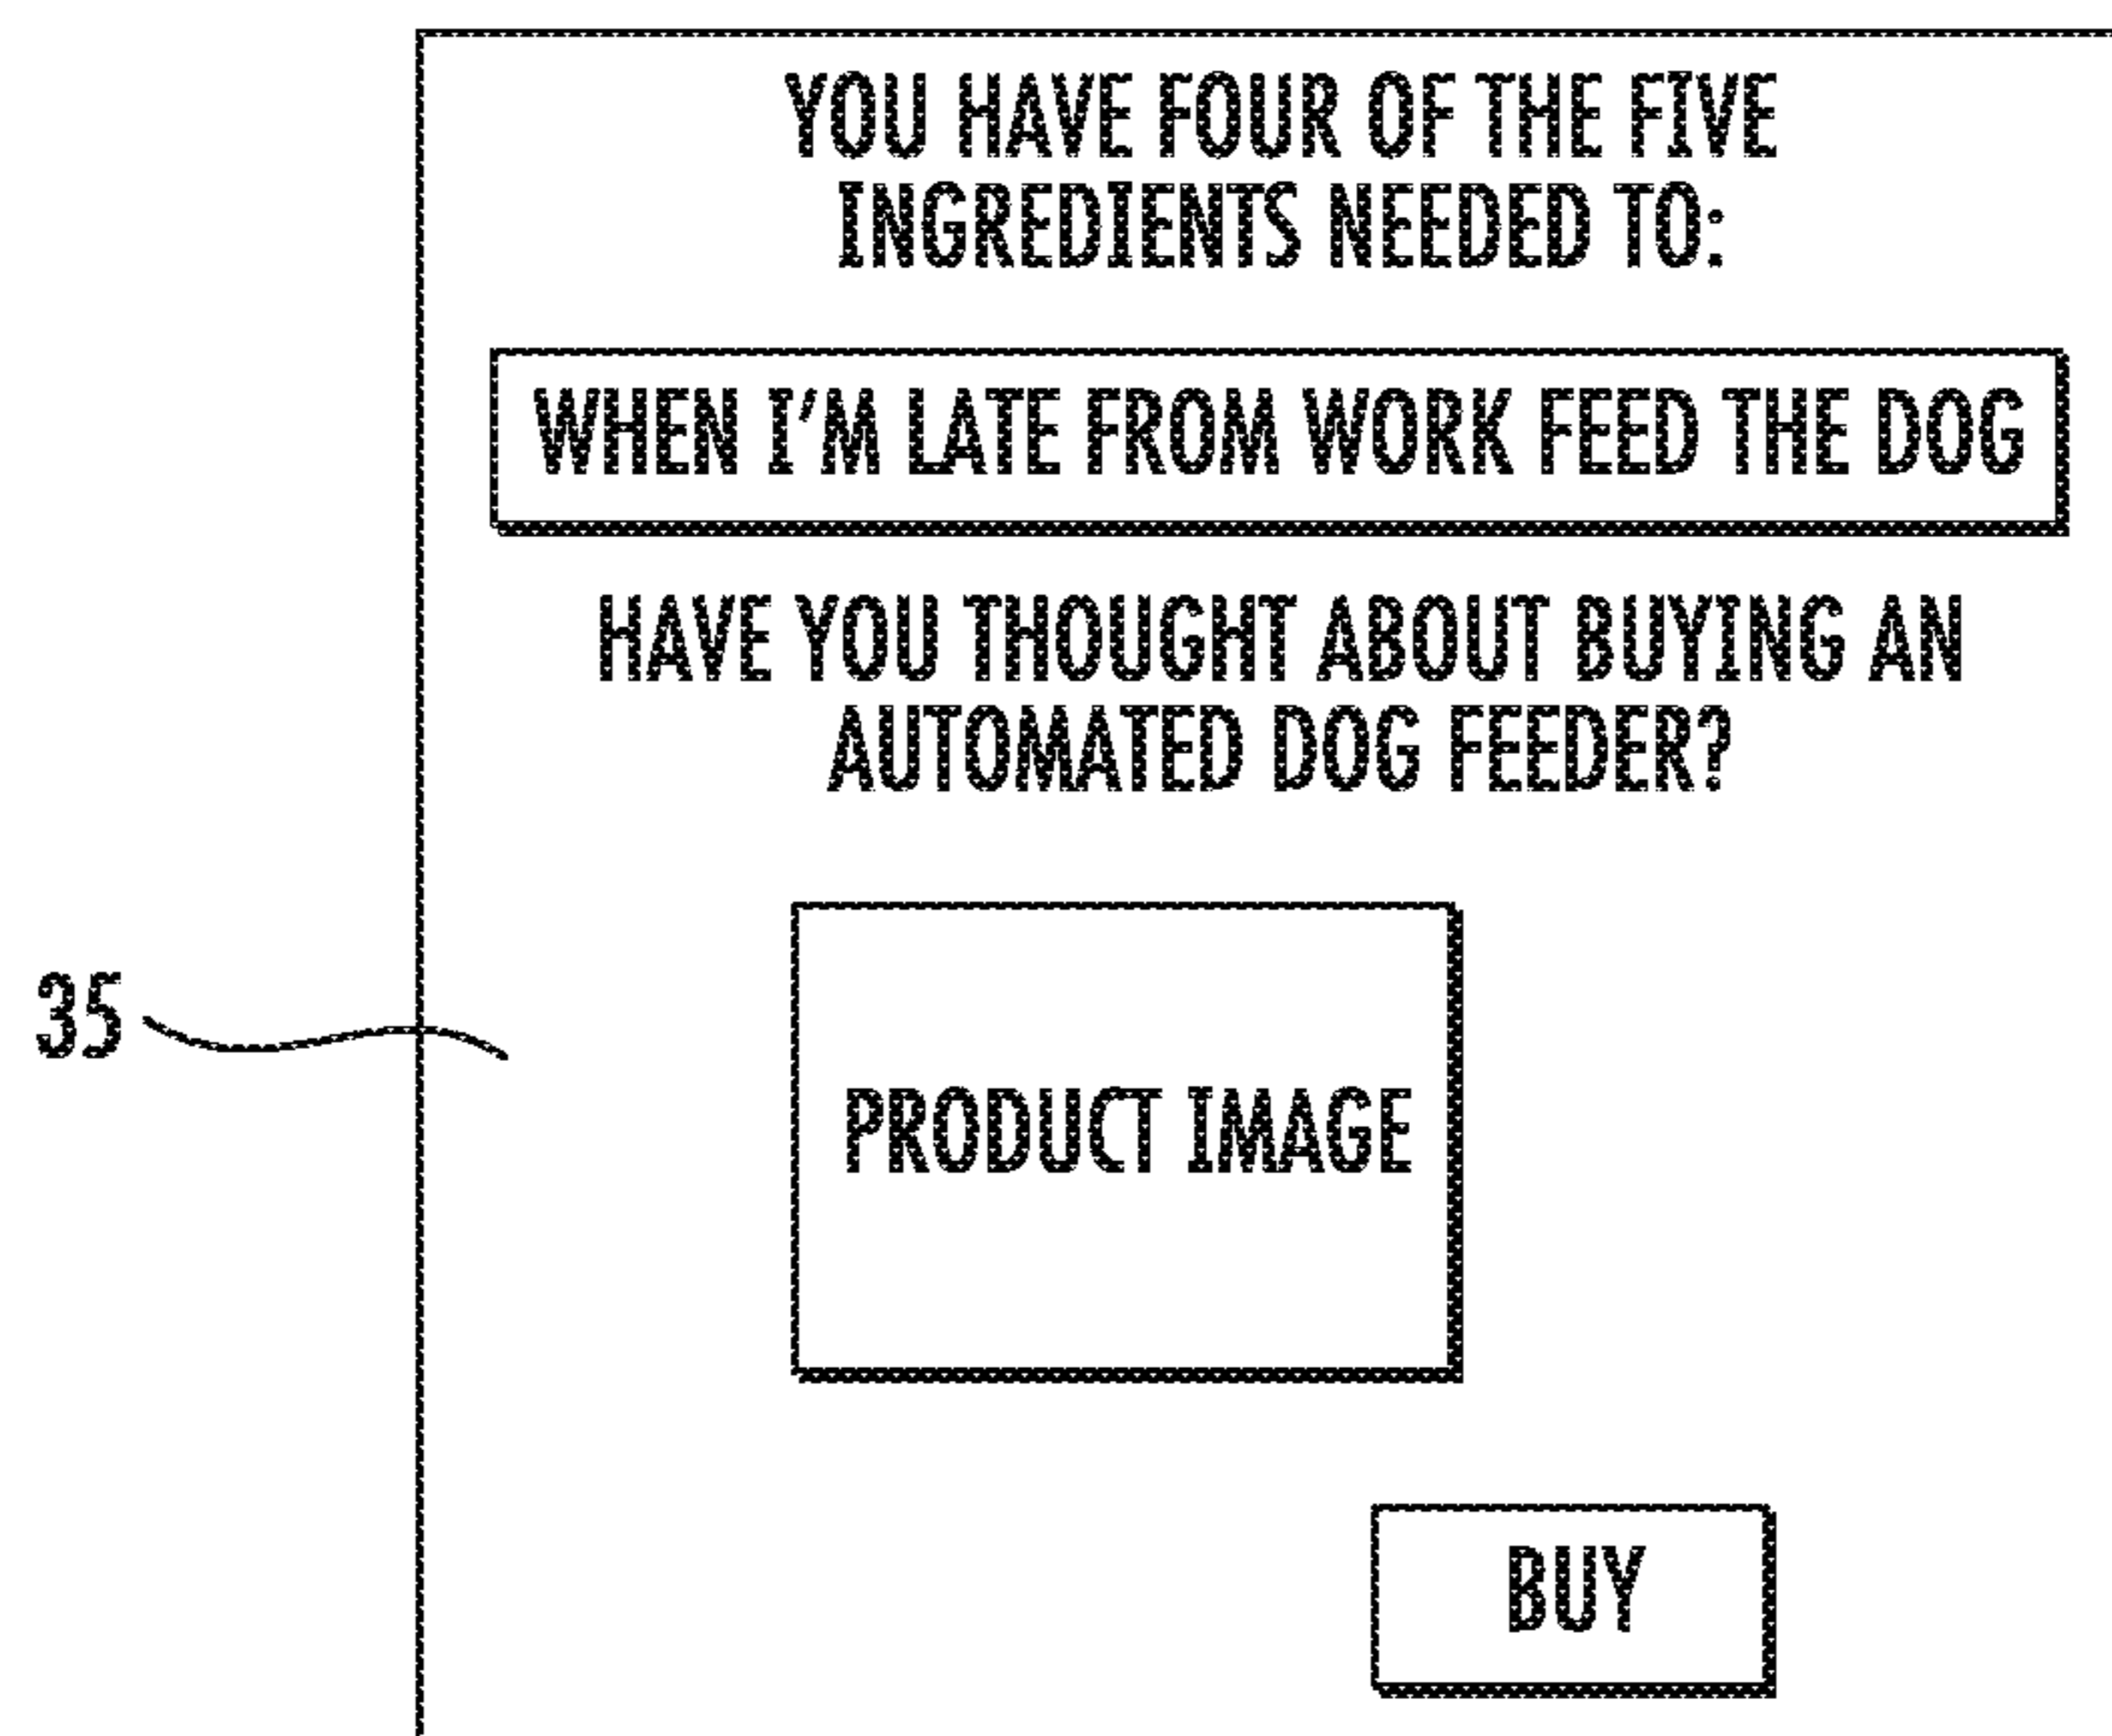 YOU HAVE FOUR OF THE FIVE
INGREDIENTS NEEDED TO:
WHEN I'M LATE FROM WORK FEED THE DOG
HAVE YOU THOUGHT ABOUT BUYING AN
AUTOMATED DOG FEEDER?
35
PRODUCT IMAGE
BUY